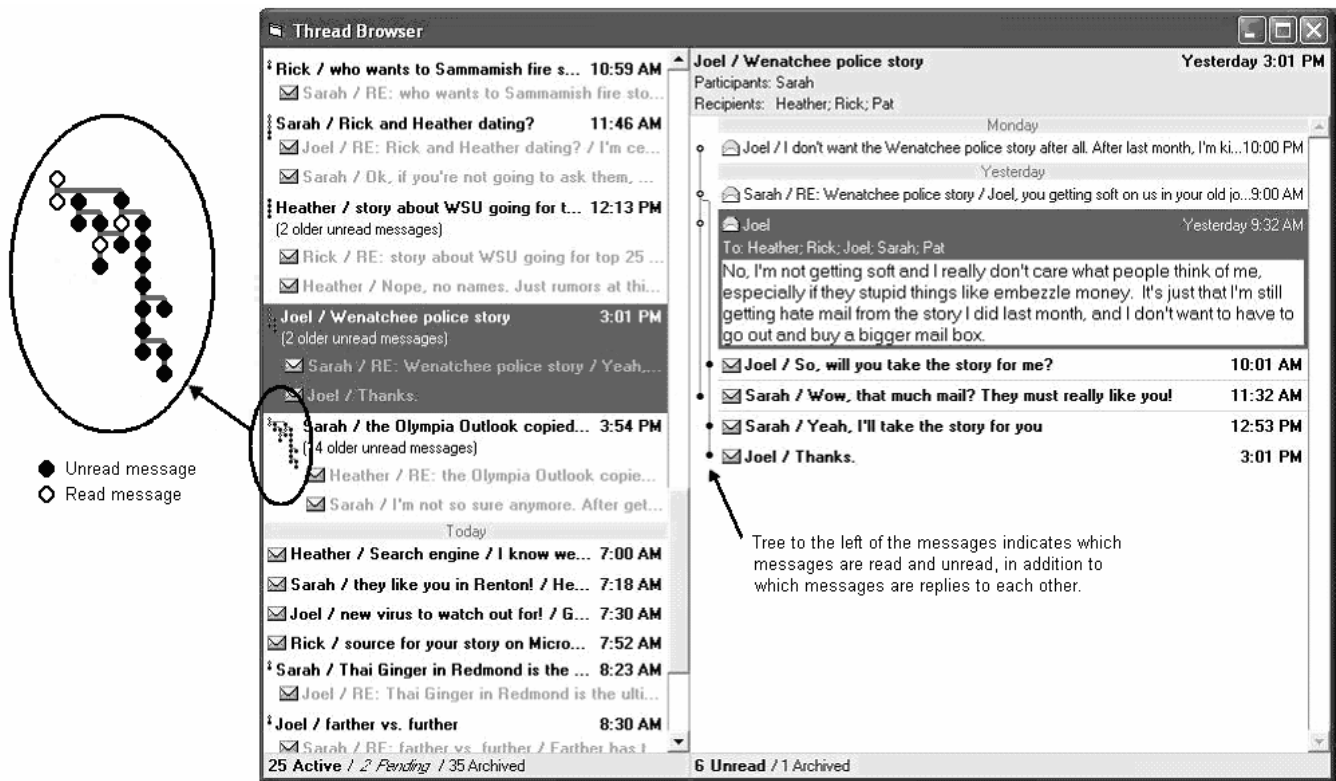 Thread Browser
Rick / who wants to Sammamish fire s... 10:59 AM
Sarah / RE: who wants to Sammamish fire sto...
Sarah / Rick and Heather dating? 11:46 AM
Joel / RE: Rick and Heather dating? / I'm ce...
Sarah / Ok, if you're not going to ask them, ...
Heather / story about WSU going for t... 12:13 PM
(2 older unread messages)
Rick / RE: story about WSU going for top 25 ...
Heather / Nope, no names. Just rumors at thi...
Joel / Wenatchee police story 3:01 PM
(2 older unread messages)
Sarah / RE: Wenatchee police story / Yeah,...
Joel / Thanks.
Sarah / the Olympia Outlook copied... 3:54 PM
4 older unread messages)
Heather / RE: the Olympia Outlook copie...
Sarah / I'm not so sure anymore. After get...
Today
Heather / Search engine / I know we... 7:00 AM
Sarah / they like you in Renton! / He... 7:18 AM
Joel / new virus to watch out for! / G... 7:30 AM
Rick / source for your story on Micro... 7:52 AM
Sarah / Thai Ginger in Redmond is the ... 8:23 AM
Joel / RE: Thai Ginger in Redmond is the ulti...
Joel / farther vs. further 8:30 AM
Sarah / RE: farther vs. further / Farther has t
25 Active / 2 Pending / 35 Archived
Joel / Wenatchee police story Yesterday 3:01 PM
Participants: Sarah
Recipients: Heather; Rick; Pat
Monday
Joel / I don't want the Wenatchee police story after all. After last month, I'm ki...10:00 PM
Yesterday
Sarah / RE: Wenatchee police story / Joel, you getting soft on us in your old jo...9:00 AM
Joel Yesterday 9:32 AM
To: Heather; Rick; Joel; Sarah; Pat
No, I'm not getting soft and I really don't care what people think of me,
especially if they stupid things like embezzle money. It's just that I'm still
getting hate mail from the story I did last month, and I don't want to have to
go out and buy a bigger mail box.
Joel / So, will you take the story for me? 10:01 AM
Sarah / Wow, that much mail? They must really like you! 11:32 AM
Sarah / Yeah, I'll take the story for you 12:53 PM
Joel / Thanks. 3:01 PM
6 Unread / 1 Archived
Unread message
Read message
Tree to the left of the messages indicates which
messages are read and unread, in addition to
which messages are replies to each other.